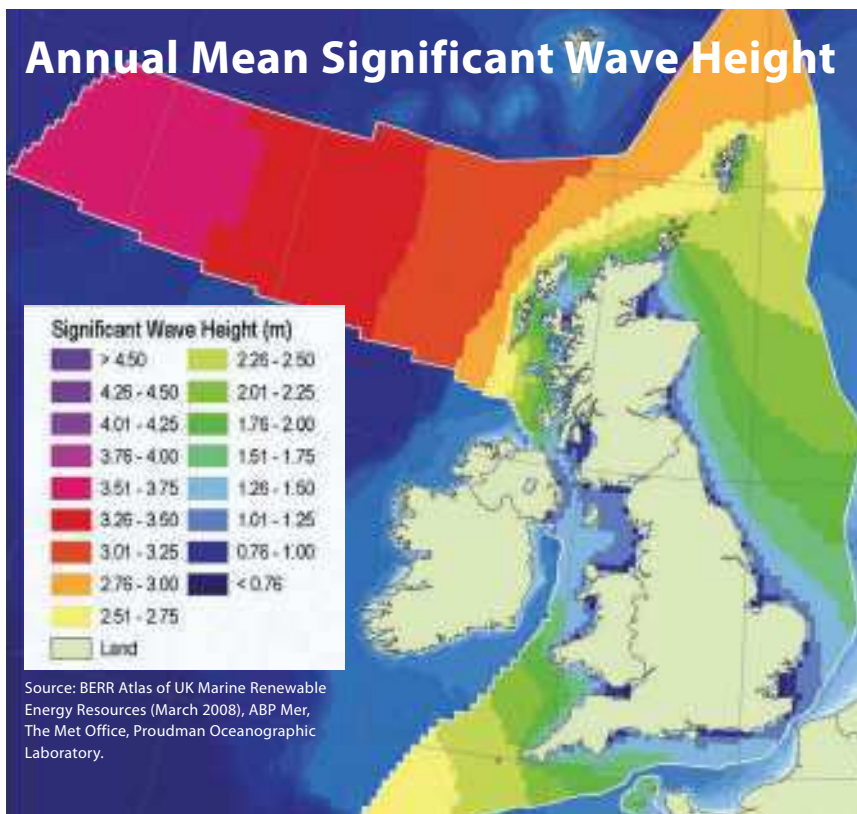 Annual Mean Significant Wave Height
Significant Wave Height (m)
> 4.50
4.26 - 4.50
4.01 - 4.25
3.76 - 4.00
3.51 - 3.75
3.26 - 3.50
3.01 - 3.25
2.76 - 3.00
2.51 - 2.75
Land
2.26 - 2.50
2.01 - 2.25
1.76 - 2.00
1.51 - 1.75
1.26 - 1.50
1.01 - 1.25
0.76 - 1.00
< 0.76
Source: BERR Atlas of UK Marine Renewable
Energy Resources (March 2008), ABP Mer,
The Met Office, Proudman Oceanographic
Laboratory.